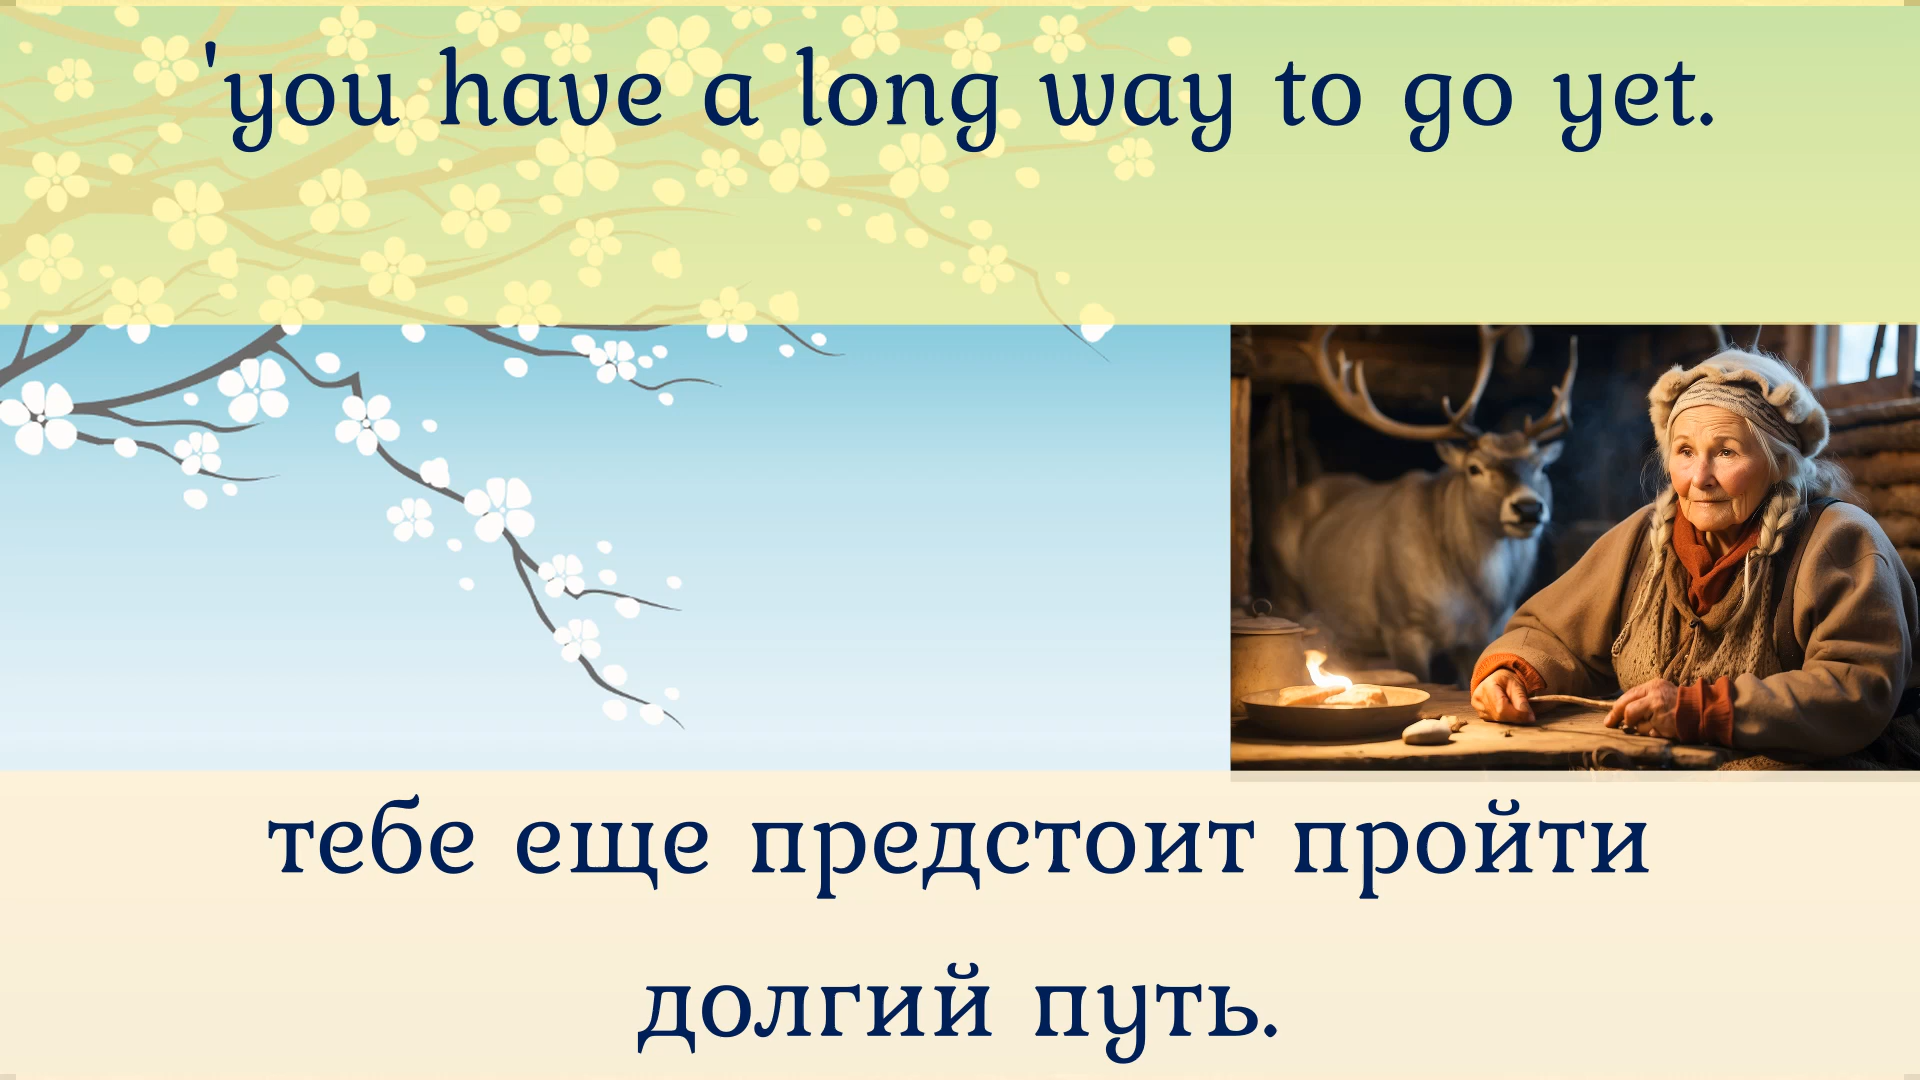 'you have a long way to go yet.
тебе еще предстоит пройти
долгий путь.